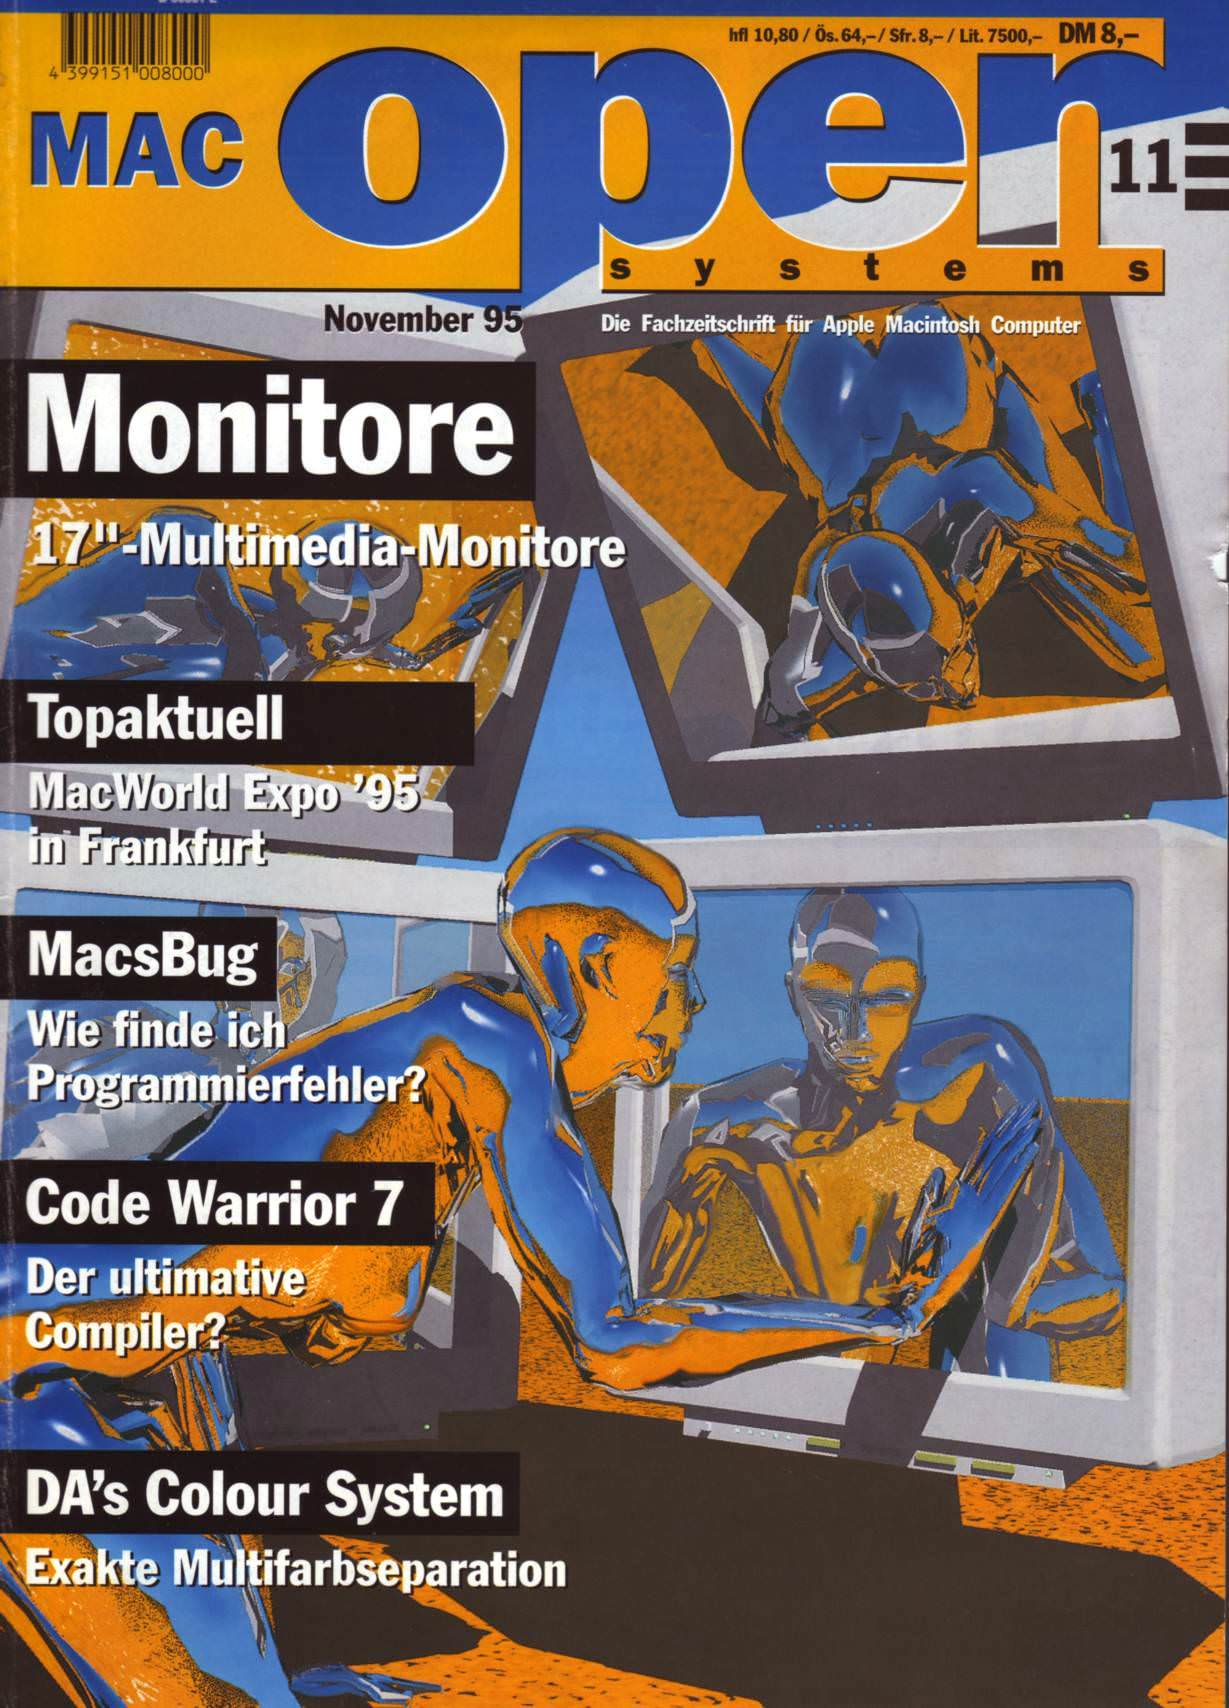 hfl 10,80 / Ös. 64,– / Sfr. 8,– / Lit. 7500,– DM 8,–
4 399151 008000
MAC open 11
systems
November 95
Die Fachzeitschrift für Apple Macintosh Computer
Monitore
17"-Multimedia-Monitore
Topaktuell
MacWorld Expo '95
in Frankfurt
MacsBug
Wie finde ich
Programmierfehler?
Code Warrior 7
Der ultimative
Compiler?
DA's Colour System
Exakte Multifarbseparation